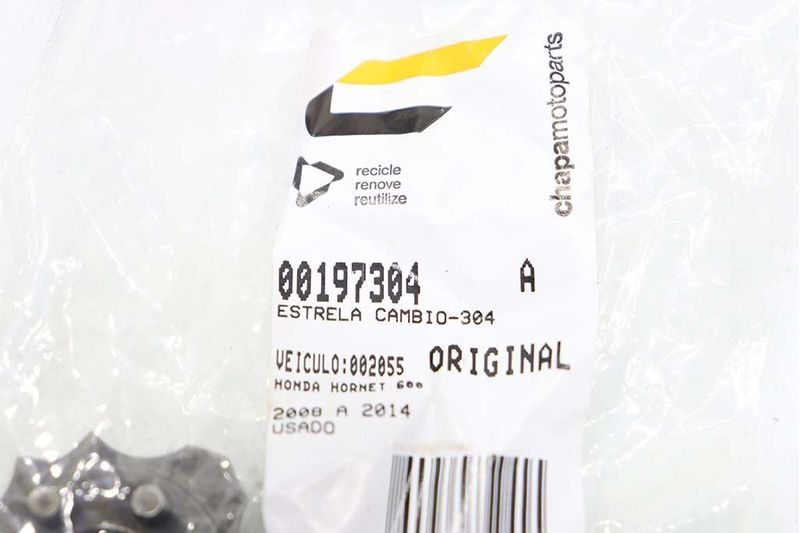 chapamotoparts
recicle
renove
reutilize
00197304 A
ESTRELA CAMBIO-304
VEICULO:002055 ORIGINAL
HONDA HORNET 600
2008 A 2014
USADO